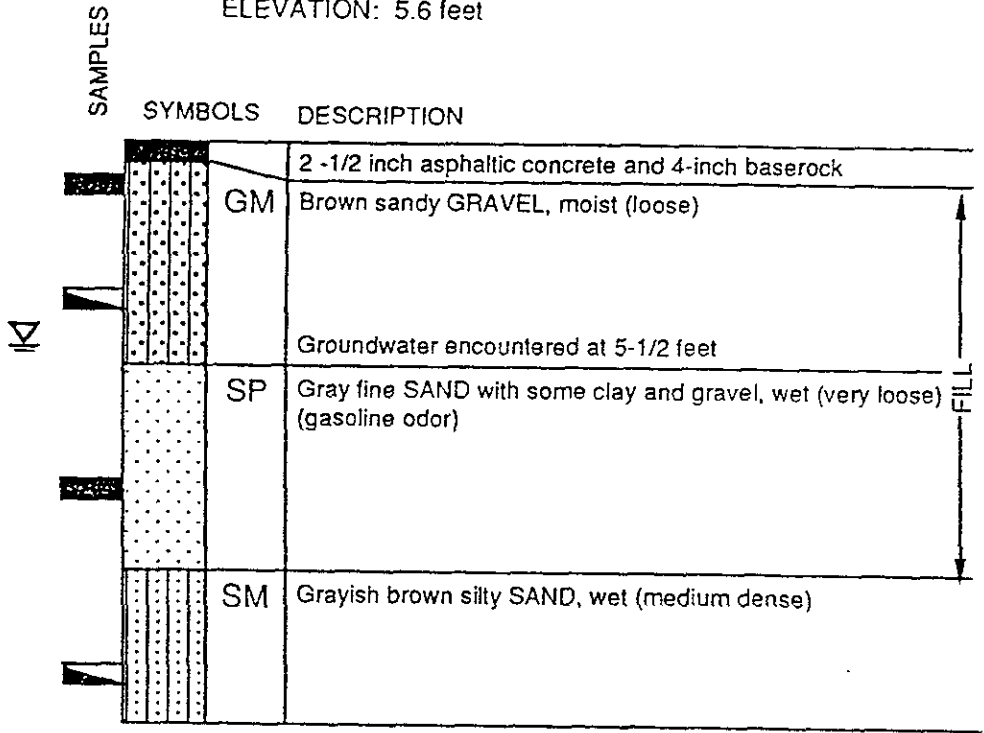 ELEVATION: 5.6 feet
SAMPLES
SYMBOLS
DESCRIPTION
2 -1/2 inch asphaltic concrete and 4-inch baserock
GM
Brown sandy GRAVEL, moist (loose)
Groundwater encountered at 5-1/2 feet
SP
Gray fine SAND with some clay and gravel, wet (very loose)
(gasoline odor)
FILL
SM
Grayish brown silty SAND, wet (medium dense)